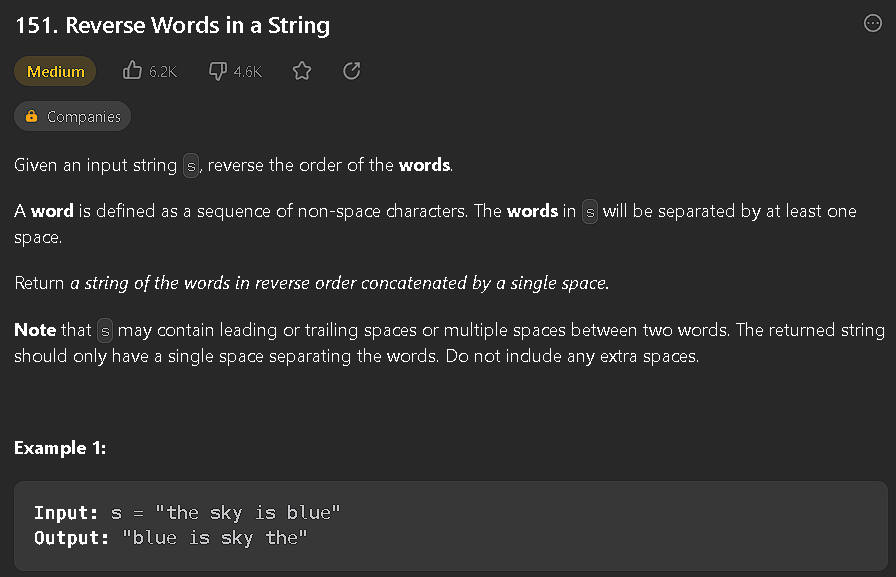 151. Reverse Words in a String
Medium 6.2K 4.6K
Companies
Given an input string s, reverse the order of the words.
A word is defined as a sequence of non-space characters. The words in s will be separated by at least one
space.
Return a string of the words in reverse order concatenated by a single space.
Note that s may contain leading or trailing spaces or multiple spaces between two words. The returned string
should only have a single space separating the words. Do not include any extra spaces.
Example 1:
Input: s = "the sky is blue"
Output: "blue is sky the"